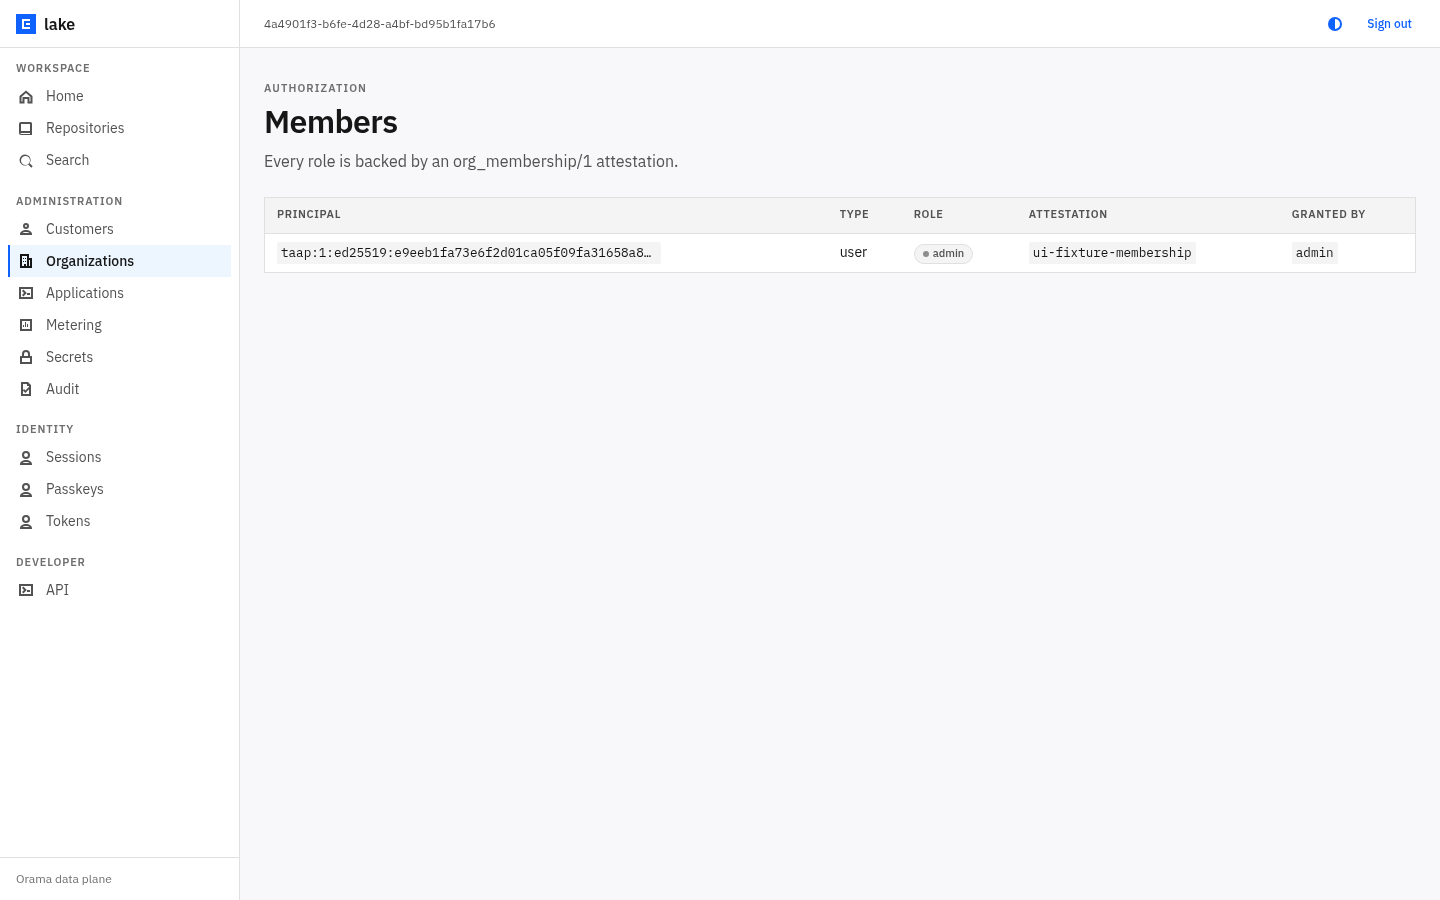 lake
4a4901f3-b6fe-4d28-a4bf-bd95b1fa17b6
Sign out
WORKSPACE
Home
Repositories
Search
ADMINISTRATION
Customers
Organizations
Applications
Metering
Secrets
Audit
IDENTITY
Sessions
Passkeys
Tokens
DEVELOPER
API
Orama data plane
AUTHORIZATION
Members
Every role is backed by an org_membership/1 attestation.
PRINCIPAL TYPE ROLE ATTESTATION GRANTED BY
taap:1:ed25519:e9eeb1fa73e6f2d01ca05f09fa31658a8… user admin ui-fixture-membership admin